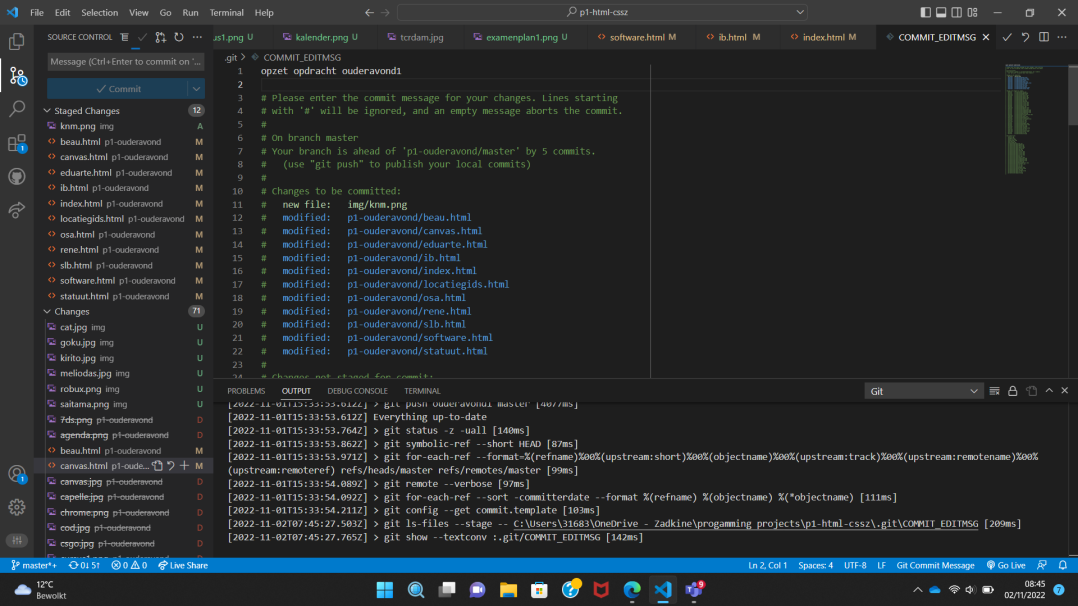 File Edit Selection View Go Run Terminal Help
p1-html-cssz
SOURCE CONTROL
us1.png U kalender.png U tcrdam.jpg examenplan1.png U software.html M ib.html M index.html M COMMIT_EDITMSG
Message (Ctrl+Enter to commit on '...
.git > COMMIT_EDITMSG
Commit
Staged Changes 12
knm.png img A
beau.html p1-ouderavond M
canvas.html p1-ouderavond M
eduarte.html p1-ouderavond M
ib.html p1-ouderavond M
index.html p1-ouderavond M
locatiegids.html p1-ouderavond M
osa.html p1-ouderavond M
rene.html p1-ouderavond M
slb.html p1-ouderavond M
software.html p1-ouderavond M
statuut.html p1-ouderavond M
Changes 71
cat.jpg img U
goku.jpg img U
kirito.jpg img U
meliodas.jpg img U
robux.png img U
saitama.png img U
7ds.png p1-ouderavond D
agenda.png p1-ouderavond D
beau.html p1-ouderavond M
canvas.html p1-oude... M
canvas.jpg p1-ouderavond D
capelle.jpg p1-ouderavond D
chrome.png p1-ouderavond D
cod.jpg p1-ouderavond D
csgo.jpg p1-ouderavond D
1 opzet opdracht ouderavond1
2
3 # Please enter the commit message for your changes. Lines starting
4 # with '#' will be ignored, and an empty message aborts the commit.
5 #
6 # On branch master
7 # Your branch is ahead of 'p1-ouderavond/master' by 5 commits.
8 #   (use "git push" to publish your local commits)
9 #
10 # Changes to be committed:
11 #   new file:   img/knm.png
12 #   modified:   p1-ouderavond/beau.html
13 #   modified:   p1-ouderavond/canvas.html
14 #   modified:   p1-ouderavond/eduarte.html
15 #   modified:   p1-ouderavond/ib.html
16 #   modified:   p1-ouderavond/index.html
17 #   modified:   p1-ouderavond/locatiegids.html
18 #   modified:   p1-ouderavond/osa.html
19 #   modified:   p1-ouderavond/rene.html
20 #   modified:   p1-ouderavond/slb.html
21 #   modified:   p1-ouderavond/software.html
22 #   modified:   p1-ouderavond/statuut.html
23 #
24 # Changes not staged for commit:
PROBLEMS OUTPUT DEBUG CONSOLE TERMINAL Git
[2022-11-01T15:33:53.612Z] > git push ouderavond1 master [4077ms]
[2022-11-01T15:33:53.612Z] Everything up-to-date
[2022-11-01T15:33:53.764Z] > git status -z -uall [140ms]
[2022-11-01T15:33:53.862Z] > git symbolic-ref --short HEAD [87ms]
[2022-11-01T15:33:53.971Z] > git for-each-ref --format=%(refname)%00%(upstream:short)%00%(objectname)%00%(upstream:track)%00%(upstream:remotename)%00%
(upstream:remoteref) refs/heads/master refs/remotes/master [99ms]
[2022-11-01T15:33:54.089Z] > git remote --verbose [97ms]
[2022-11-01T15:33:54.092Z] > git for-each-ref --sort -committerdate --format %(refname) %(objectname) %(*objectname) [111ms]
[2022-11-01T15:33:54.211Z] > git config --get commit.template [103ms]
[2022-11-02T07:45:27.503Z] > git ls-files --stage -- C:\Users\31683\OneDrive - Zadkine\progamming projects\p1-html-cssz\.git\COMMIT_EDITMSG [209ms]
[2022-11-02T07:45:27.765Z] > git show --textconv :.git/COMMIT_EDITMSG [142ms]
master*+ 0↓ 5↑ 0 0 Live Share Ln 2, Col 1 Spaces: 4 UTF-8 LF Git Commit Message Go Live
12°C
Bewolkt
08:45
02/11/2022